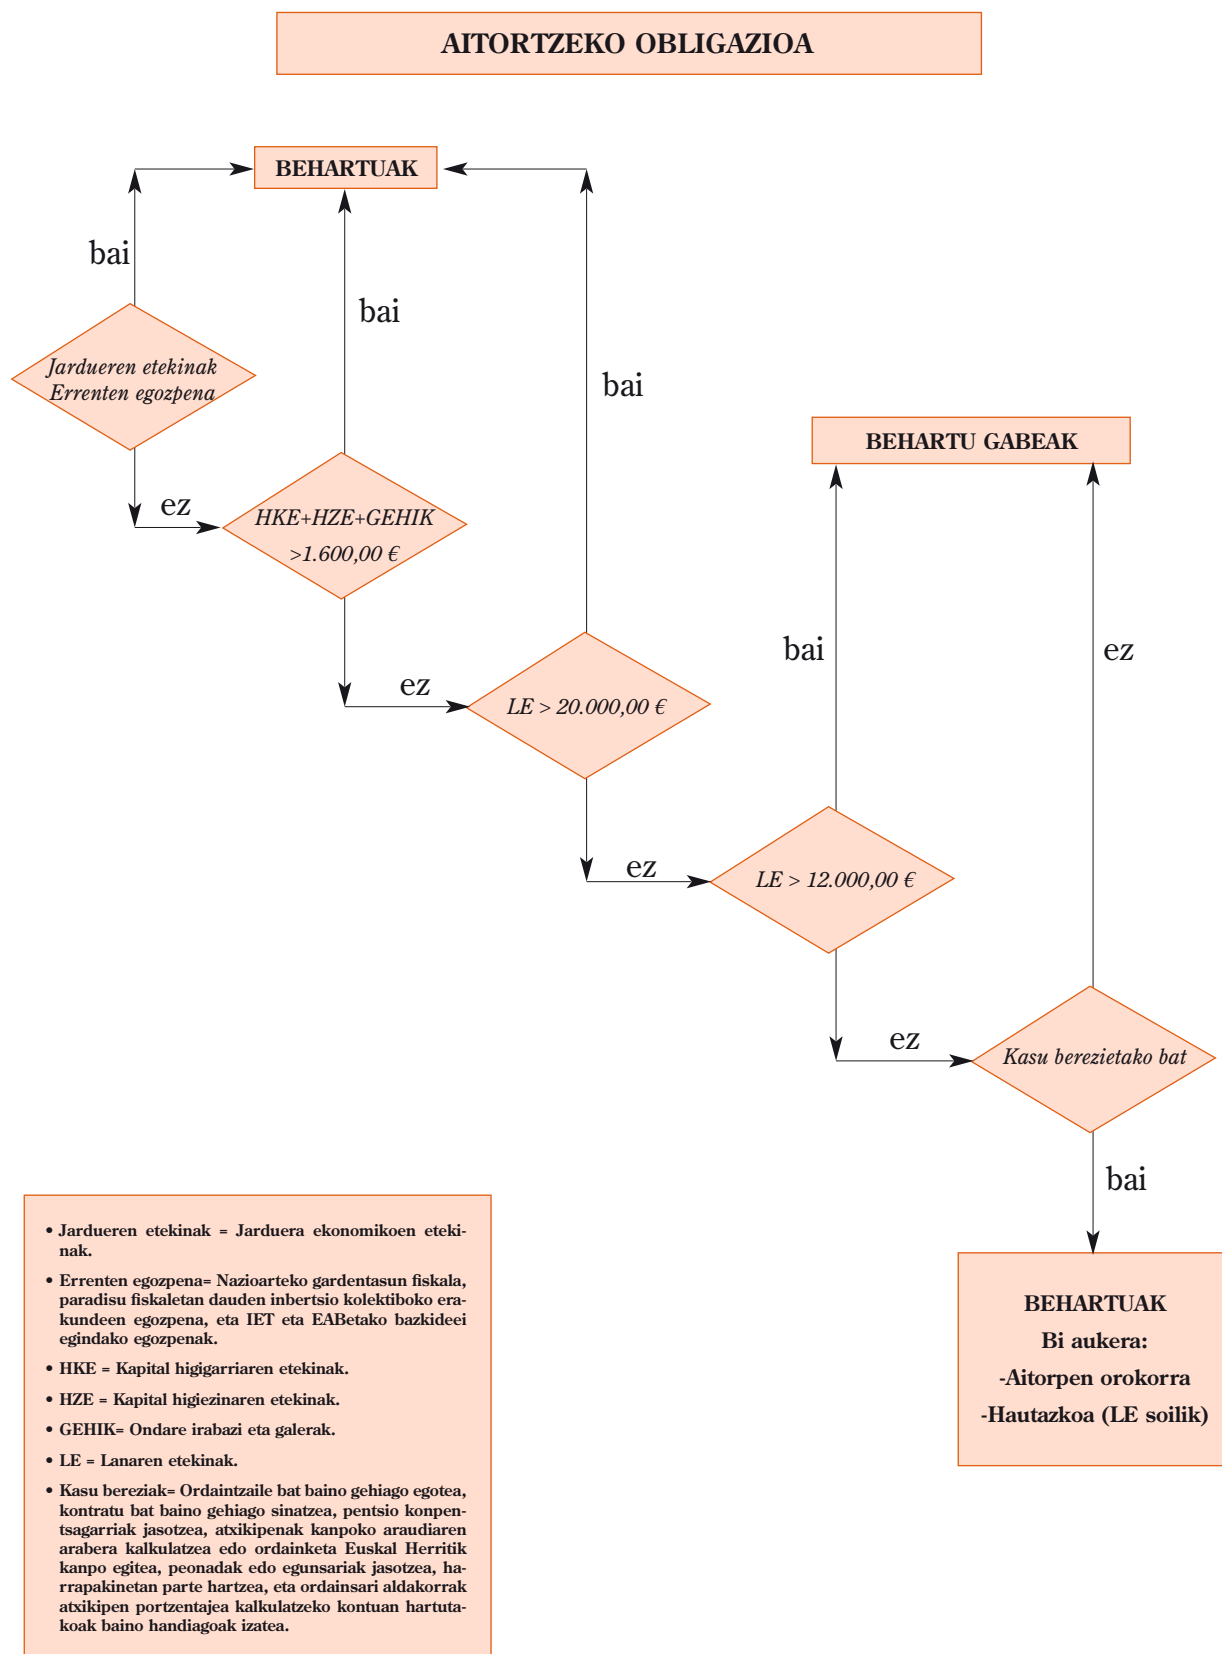 AITORTZEKO OBLIGAZIOA
BEHARTUAK
bai
bai
bai
Jardueren etekinak
Errenten egozpena
ez
HKE+HZE+GEHIK
>1.600,00 €
ez
LE > 20.000,00 €
ez
BEHARTU GABEAK
bai
ez
LE > 12.000,00 €
ez
Kasu berezietako bat
bai
BEHARTUAK
Bi aukera:
-Aitorpen orokorra
-Hautazkoa (LE soilik)
• Jardueren etekinak = Jarduera ekonomikoen eteki-
nak.
• Errenten egozpena= Nazioarteko gardentasun fiskala,
paradisu fiskaletan dauden inbertsio kolektiboko era-
kundeen egozpena, eta IET eta EABetako bazkideei
egindako egozpenak.
• HKE = Kapital higigarriaren etekinak.
• HZE = Kapital higiezinaren etekinak.
• GEHIK= Ondare irabazi eta galerak.
• LE = Lanaren etekinak.
• Kasu bereziak= Ordaintzaile bat baino gehiago egotea,
kontratu bat baino gehiago sinatzea, pentsio konpen-
tsagarriak jasotzea, atxikipenak kanpoko araudiaren
arabera kalkulatzea edo ordainketa Euskal Herritik
kanpo egitea, peonadak edo egunsariak jasotzea, ha-
rrapakinetan parte hartzea, eta ordainsari aldakorrak
atxikipen portzentajea kalkulatzeko kontuan hartuta-
koak baino handiagoak izatea.